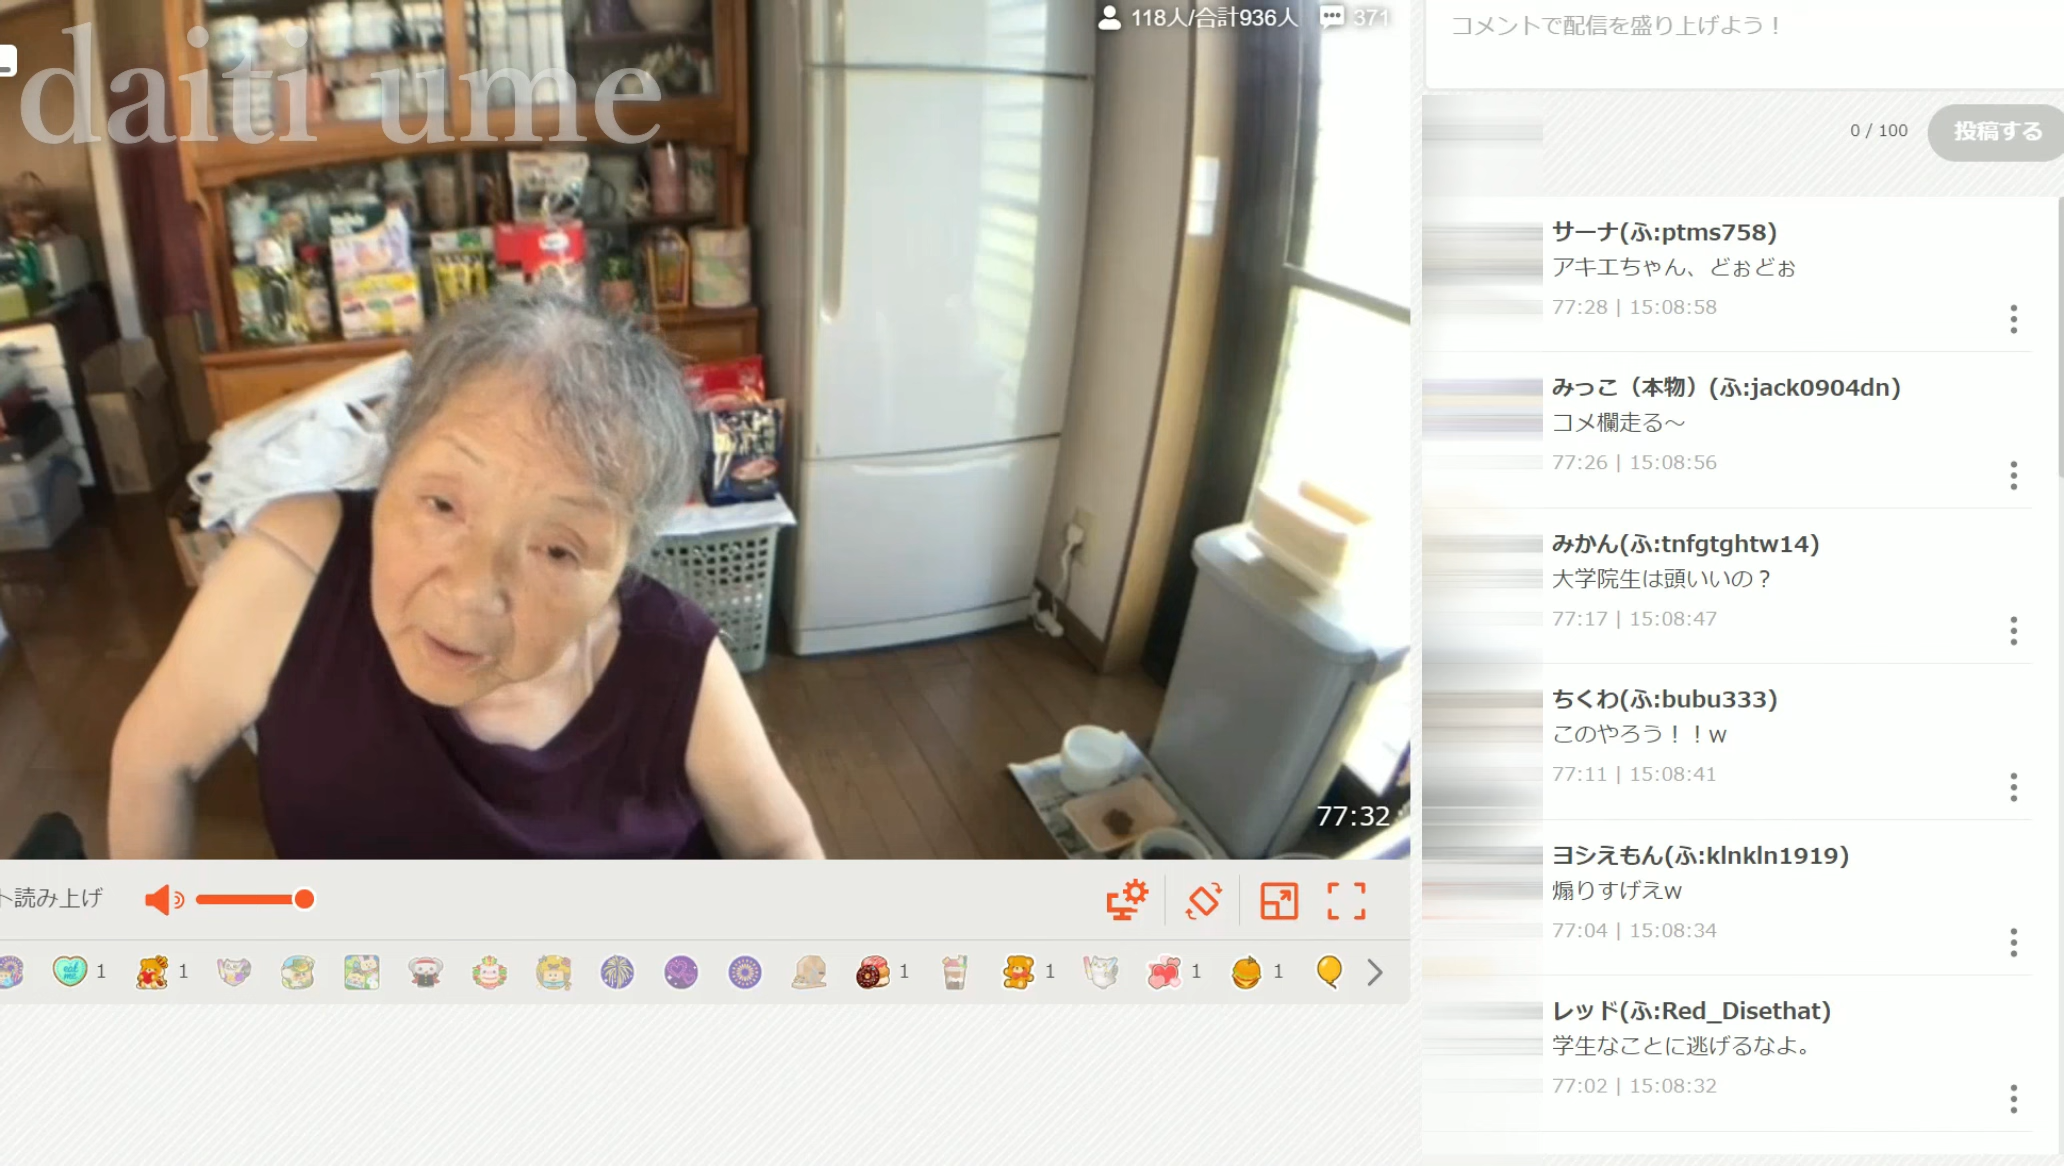 daiti ume
118人/合計936人 371
77:32
ト読み上げ
1
1
1
1
1
1
コメントで配信を盛り上げよう！
0 / 100 投稿する
サーナ(ふ:ptms758)
アキエちゃん、どぉどぉ
77:28 | 15:08:58
みっこ（本物）(ふ:jack0904dn)
コメ欄走る～
77:26 | 15:08:56
みかん(ふ:tnfgtghtw14)
大学院生は頭いいの？
77:17 | 15:08:47
ちくわ(ふ:bubu333)
このやろう！！w
77:11 | 15:08:41
ヨシえもん(ふ:klnkln1919)
煽りすげえw
77:04 | 15:08:34
レッド(ふ:Red_Disethat)
学生なことに逃げるなよ。
77:02 | 15:08:32